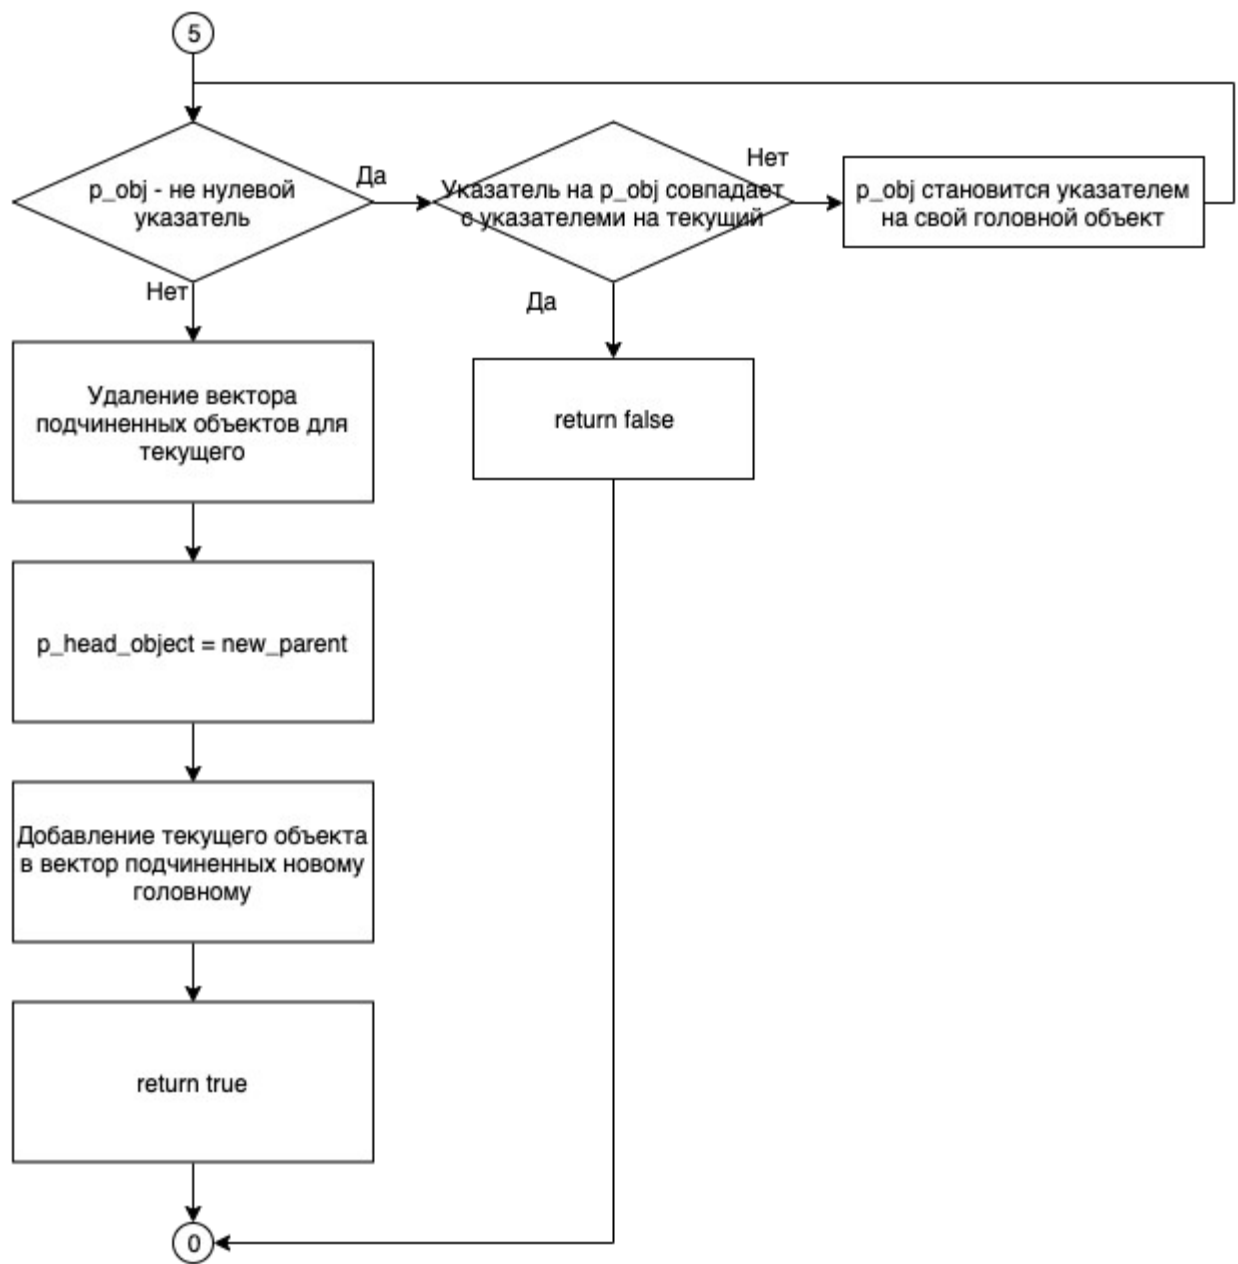 5
p_obj - не нулевой
указатель
Да
Указатель на p_obj совпадает
с указателеми на текущий
Нет
p_obj становится указателем
на свой головной объект
Нет
Да
Удаление вектора
подчиненных объектов для
текущего
return false
p_head_object = new_parent
Добавление текущего объекта
в вектор подчиненных новому
головному
return true
0